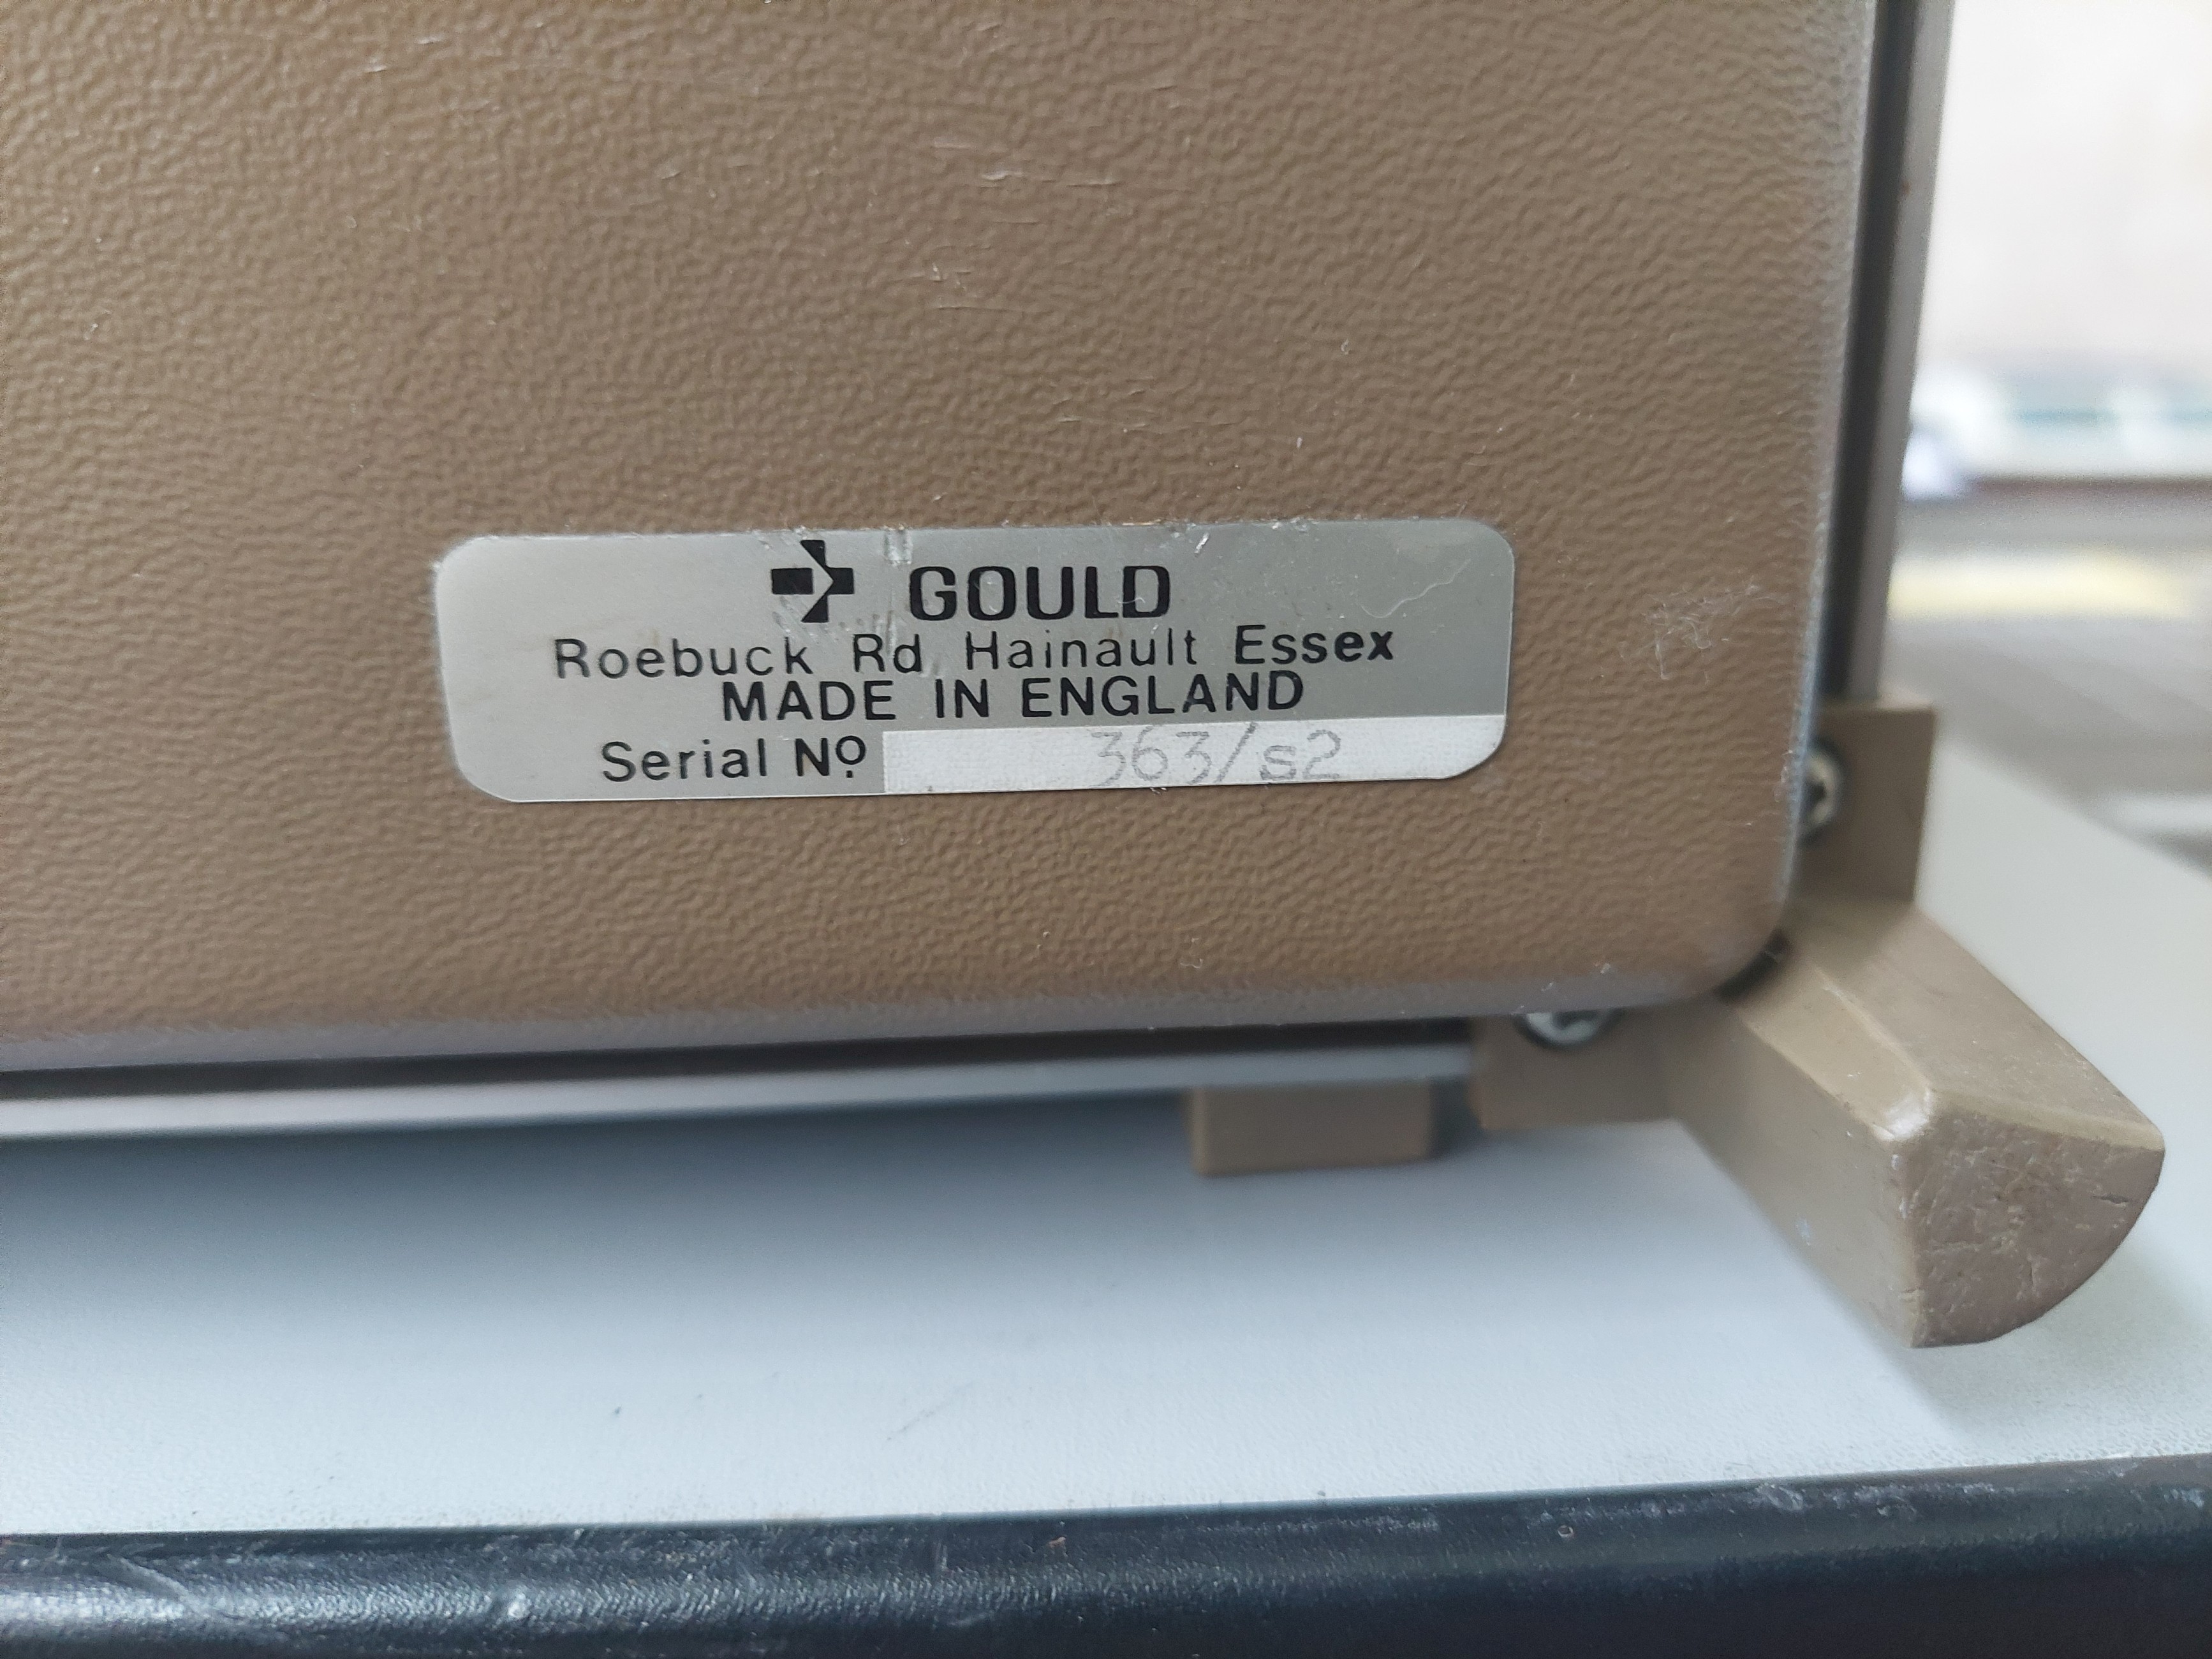 GOULD
Roebuck Rd Hainault Essex
MADE IN ENGLAND
Serial Nº 363/s2